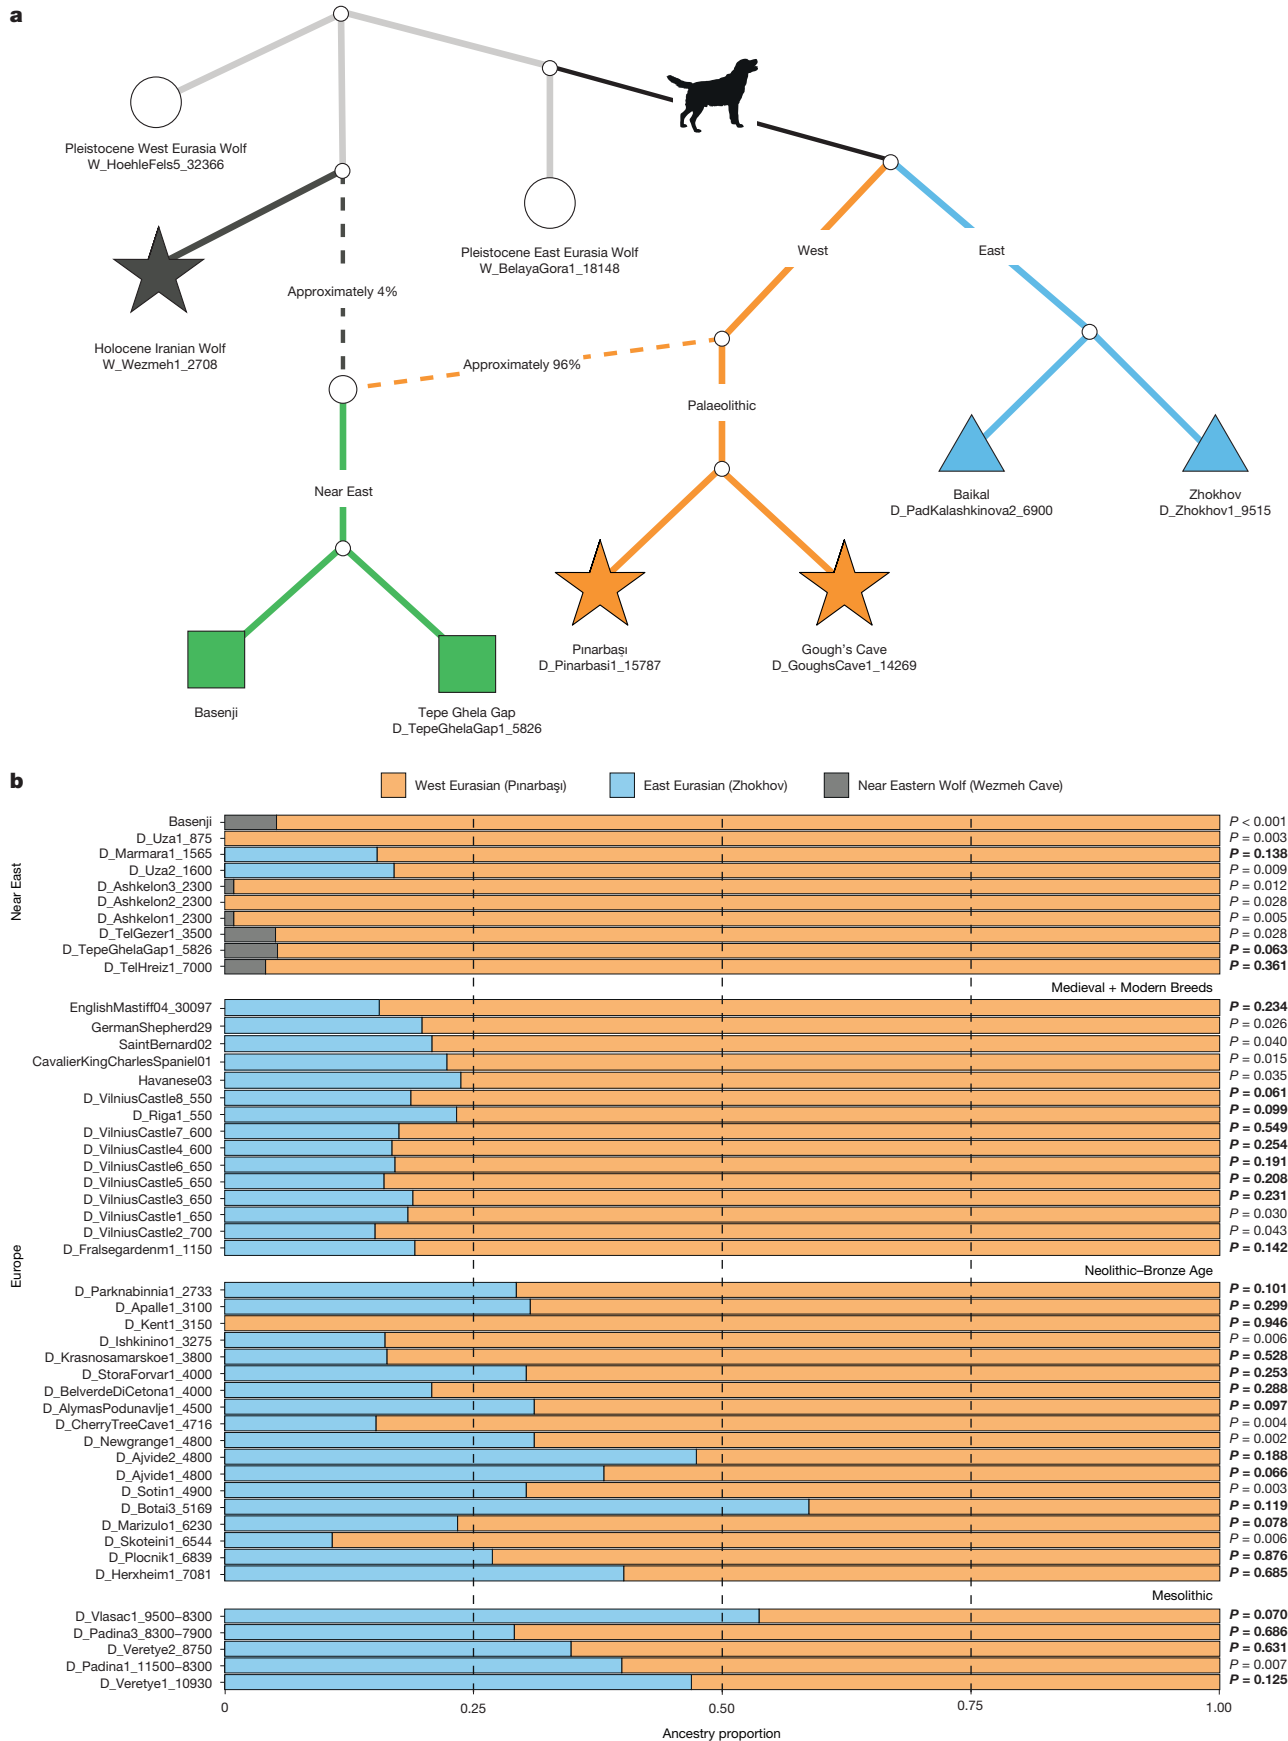 a
Pleistocene West Eurasia Wolf
W_HoehleFels5_32366
Pleistocene East Eurasia Wolf
W_BelayaGora1_18148
West
East
Approximately 4%
Holocene Iranian Wolf
W_Wezmeh1_2708
Approximately 96%
Palaeolithic
Near East
Baikal
D_PadKalashkinova2_6900
Zhokhov
D_Zhokhov1_9515
Pınarbaşı
D_Pinarbasi1_15787
Gough's Cave
D_GoughsCave1_14269
Basenji
Tepe Ghela Gap
D_TepeGhelaGap1_5826
b
West Eurasian (Pınarbaşı)
East Eurasian (Zhokhov)
Near Eastern Wolf (Wezmeh Cave)
Near East
Basenji P < 0.001
D_Uza1_875 P = 0.003
D_Marmara1_1565 P = 0.138
D_Uza2_1600 P = 0.009
D_Ashkelon3_2300 P = 0.012
D_Ashkelon2_2300 P = 0.028
D_Ashkelon1_2300 P = 0.005
D_TelGezer1_3500 P = 0.028
D_TepeGhelaGap1_5826 P = 0.063
D_TelHreiz1_7000 P = 0.361
Europe
Medieval + Modern Breeds
EnglishMastiff04_30097 P = 0.234
GermanShepherd29 P = 0.026
SaintBernard02 P = 0.040
CavalierKingCharlesSpaniel01 P = 0.015
Havanese03 P = 0.035
D_VilniusCastle8_550 P = 0.061
D_Riga1_550 P = 0.099
D_VilniusCastle7_600 P = 0.549
D_VilniusCastle4_600 P = 0.254
D_VilniusCastle6_650 P = 0.191
D_VilniusCastle5_650 P = 0.208
D_VilniusCastle3_650 P = 0.231
D_VilniusCastle1_650 P = 0.030
D_VilniusCastle2_700 P = 0.043
D_Fralsegardenm1_1150 P = 0.142
Neolithic–Bronze Age
D_Parknabinnia1_2733 P = 0.101
D_Apalle1_3100 P = 0.299
D_Kent1_3150 P = 0.946
D_Ishkinino1_3275 P = 0.006
D_Krasnosamarskoe1_3800 P = 0.528
D_StoraForvar1_4000 P = 0.253
D_BelverdeDiCetona1_4000 P = 0.288
D_AlymasPodunavlje1_4500 P = 0.097
D_CherryTreeCave1_4716 P = 0.004
D_Newgrange1_4800 P = 0.002
D_Ajvide2_4800 P = 0.188
D_Ajvide1_4800 P = 0.066
D_Sotin1_4900 P = 0.003
D_Botai3_5169 P = 0.119
D_Marizulo1_6230 P = 0.078
D_Skoteini1_6544 P = 0.006
D_Plocnik1_6839 P = 0.876
D_Herxheim1_7081 P = 0.685
Mesolithic
D_Vlasac1_9500–8300 P = 0.070
D_Padina3_8300–7900 P = 0.686
D_Veretye2_8750 P = 0.631
D_Padina1_11500–8300 P = 0.007
D_Veretye1_10930 P = 0.125
0 0.25 0.50 0.75 1.00
Ancestry proportion